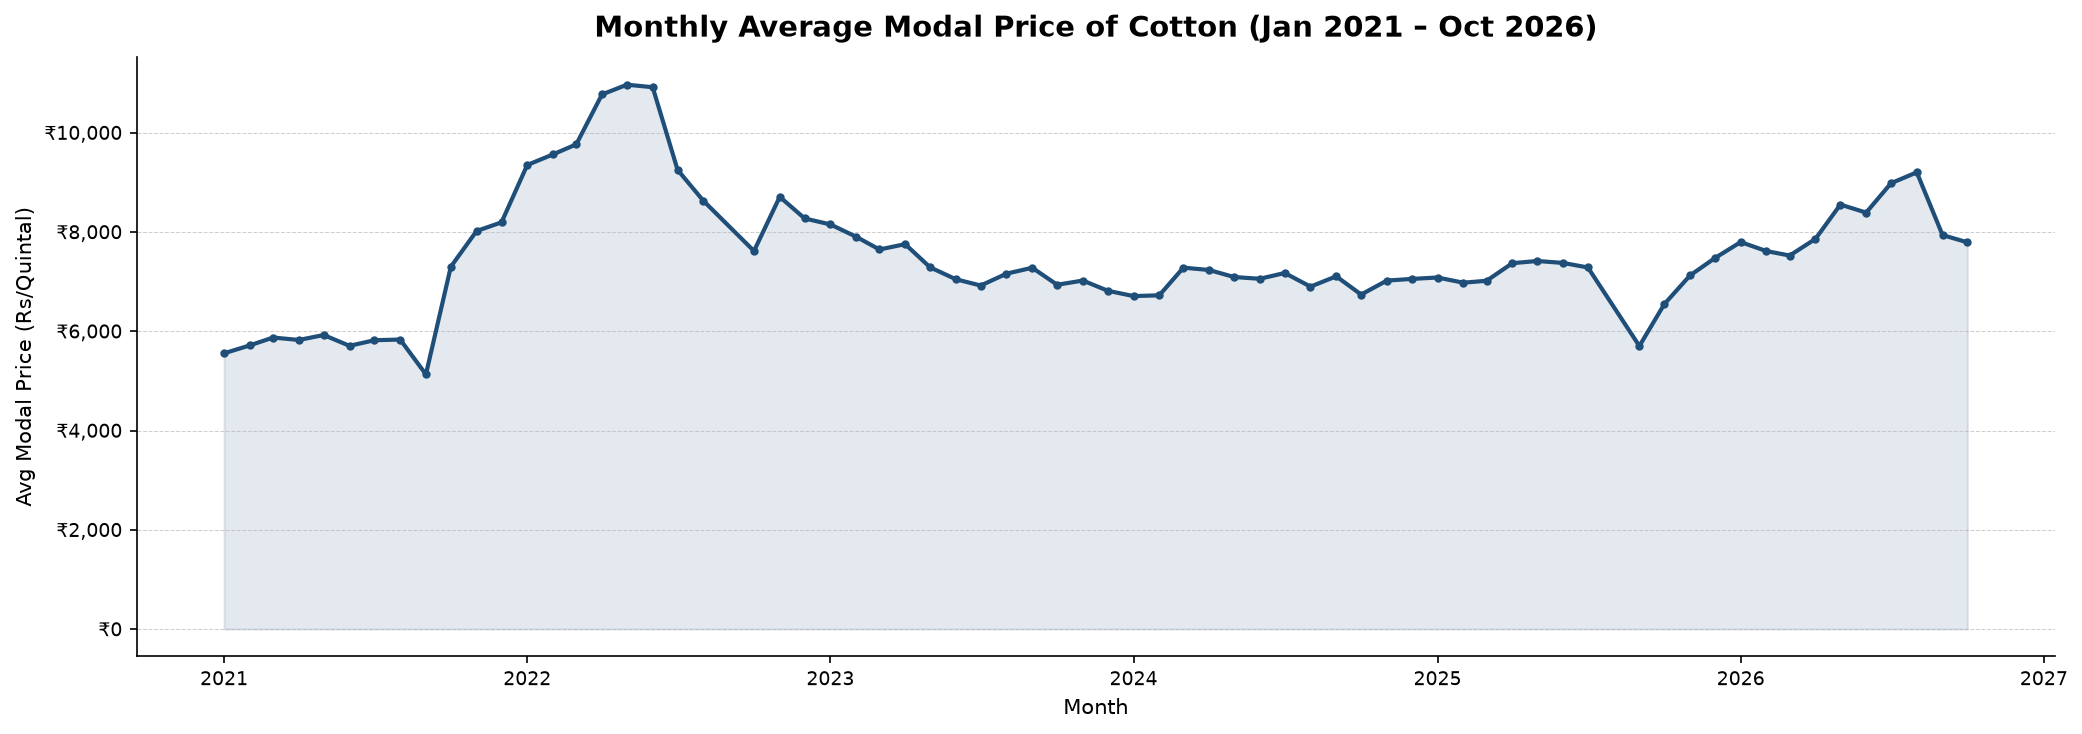 Monthly Average Modal Price of Cotton (Jan 2021 – Oct 2026)
Avg Modal Price (Rs/Quintal)
₹10,000
₹8,000
₹6,000
₹4,000
₹2,000
₹0
2021 2022 2023 2024 2025 2026 2027
Month